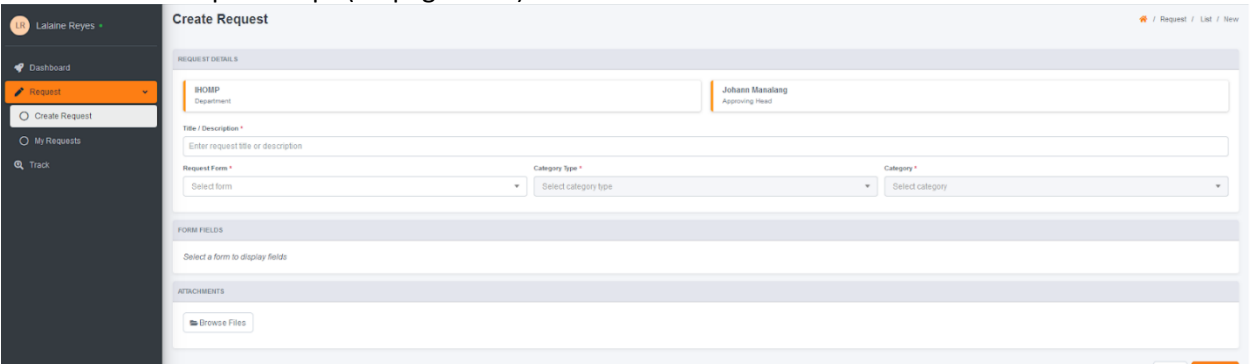 LR Lalaine Reyes
Dashboard
Request
Create Request
My Requests
Track
Create Request
/ Request / List / New
REQUEST DETAILS
IHOMP
Department
Johann Manalang
Approving Head
Title / Description *
Enter request title or description
Request Form *
Select form
Category Type *
Select category type
Category *
Select category
FORM FIELDS
Select a form to display fields
ATTACHMENTS
Browse Files